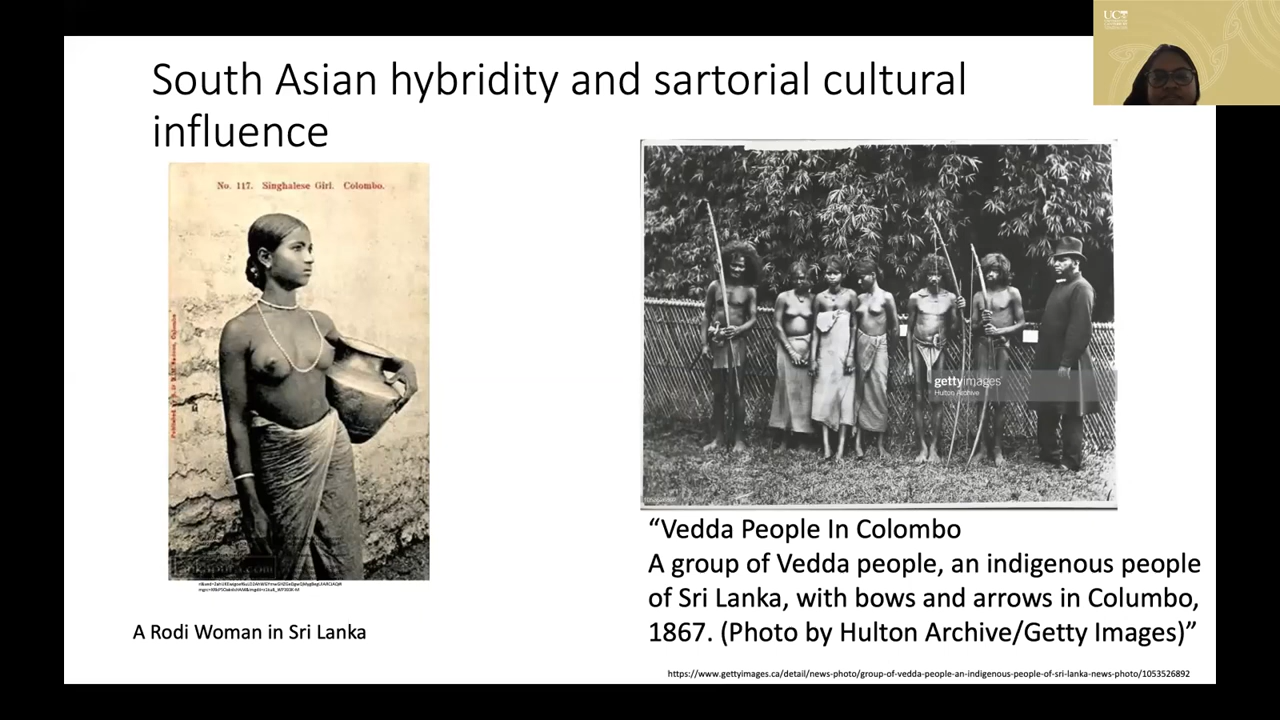 UCT
South Asian hybridity and sartorial cultural
influence
No. 117. Singhalese Girl. Colombo.
gettyimages
Hulton Archive
“Vedda People In Colombo
A group of Vedda people, an indigenous people
of Sri Lanka, with bows and arrows in Columbo,
1867. (Photo by Hulton Archive/Getty Images)”
A Rodi Woman in Sri Lanka
https://www.gettyimages.ca/detail/news-photo/group-of-vedda-people-an-indigenous-people-of-sri-lanka-news-photo/1053526892